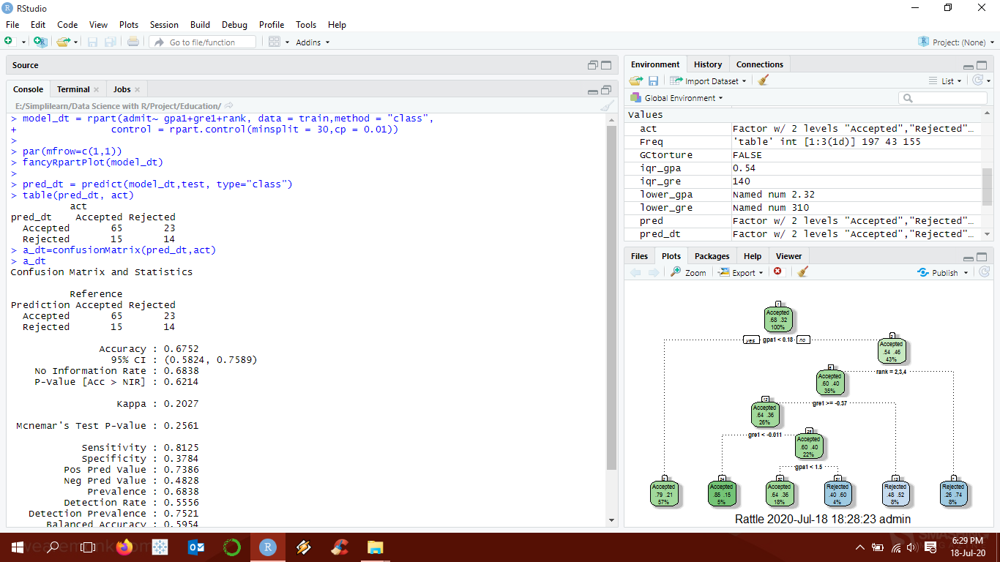 RStudio
File Edit Code View Plots Session Build Debug Profile Tools Help
Go to file/function Addins Project: (None)
Source
Console Terminal Jobs
E:/Simplilearn/Data Science with R/Project/Education/
> model_dt = rpart(admit~ gpa1+gre1+rank, data = train,method = "class",
+ control = rpart.control(minsplit = 30,cp = 0.01))
>
> par(mfrow=c(1,1))
> fancyRpartPlot(model_dt)
>
> pred_dt = predict(model_dt,test, type="class")
> table(pred_dt, act)
act
pred_dt Accepted Rejected
Accepted 65 23
Rejected 15 14
> a_dt=confusionMatrix(pred_dt,act)
> a_dt
Confusion Matrix and Statistics
Reference
Prediction Accepted Rejected
Accepted 65 23
Rejected 15 14
Accuracy : 0.6752
95% CI : (0.5824, 0.7589)
No Information Rate : 0.6838
P-Value [Acc > NIR] : 0.6214
Kappa : 0.2027
Mcnemar's Test P-Value : 0.2561
Sensitivity : 0.8125
Specificity : 0.3784
Pos Pred Value : 0.7386
Neg Pred Value : 0.4828
Prevalence : 0.6838
Detection Rate : 0.5556
Detection Prevalence : 0.7521
Balanced Accuracy : 0.5954
Environment History Connections
Import Dataset List
Global Environment
Values
act Factor w/ 2 levels "Accepted","Rejected"…
Freq 'table' int [1:3(1d)] 197 43 155
GCtorture FALSE
iqr_gpa 0.54
iqr_gre 140
lower_gpa Named num 2.32
lower_gre Named num 310
pred Factor w/ 2 levels "Accepted","Rejected"…
pred_dt Factor w/ 2 levels "Accepted","Rejected"…
Files Plots Packages Help Viewer
Zoom Export Publish
1
Accepted
.68 .32
100%
yes gpa1 < 0.18 no
3
Accepted
.54 .46
43%
rank = 2,3,4
6
Accepted
.60 .40
35%
gre1 >= -0.37
12
Accepted
.64 .36
26%
gre1 < -0.011
25
Accepted
.60 .40
22%
gpa1 < 1.5
2 24 50 51 13 7
Accepted Accepted Accepted Rejected Rejected Rejected
.79 .21 .85 .15 .64 .36 .40 .60 .48 .52 .26 .74
57% 5% 18% 4% 8% 8%
Rattle 2020-Jul-18 18:28:23 admin
6:29 PM
18-Jul-20